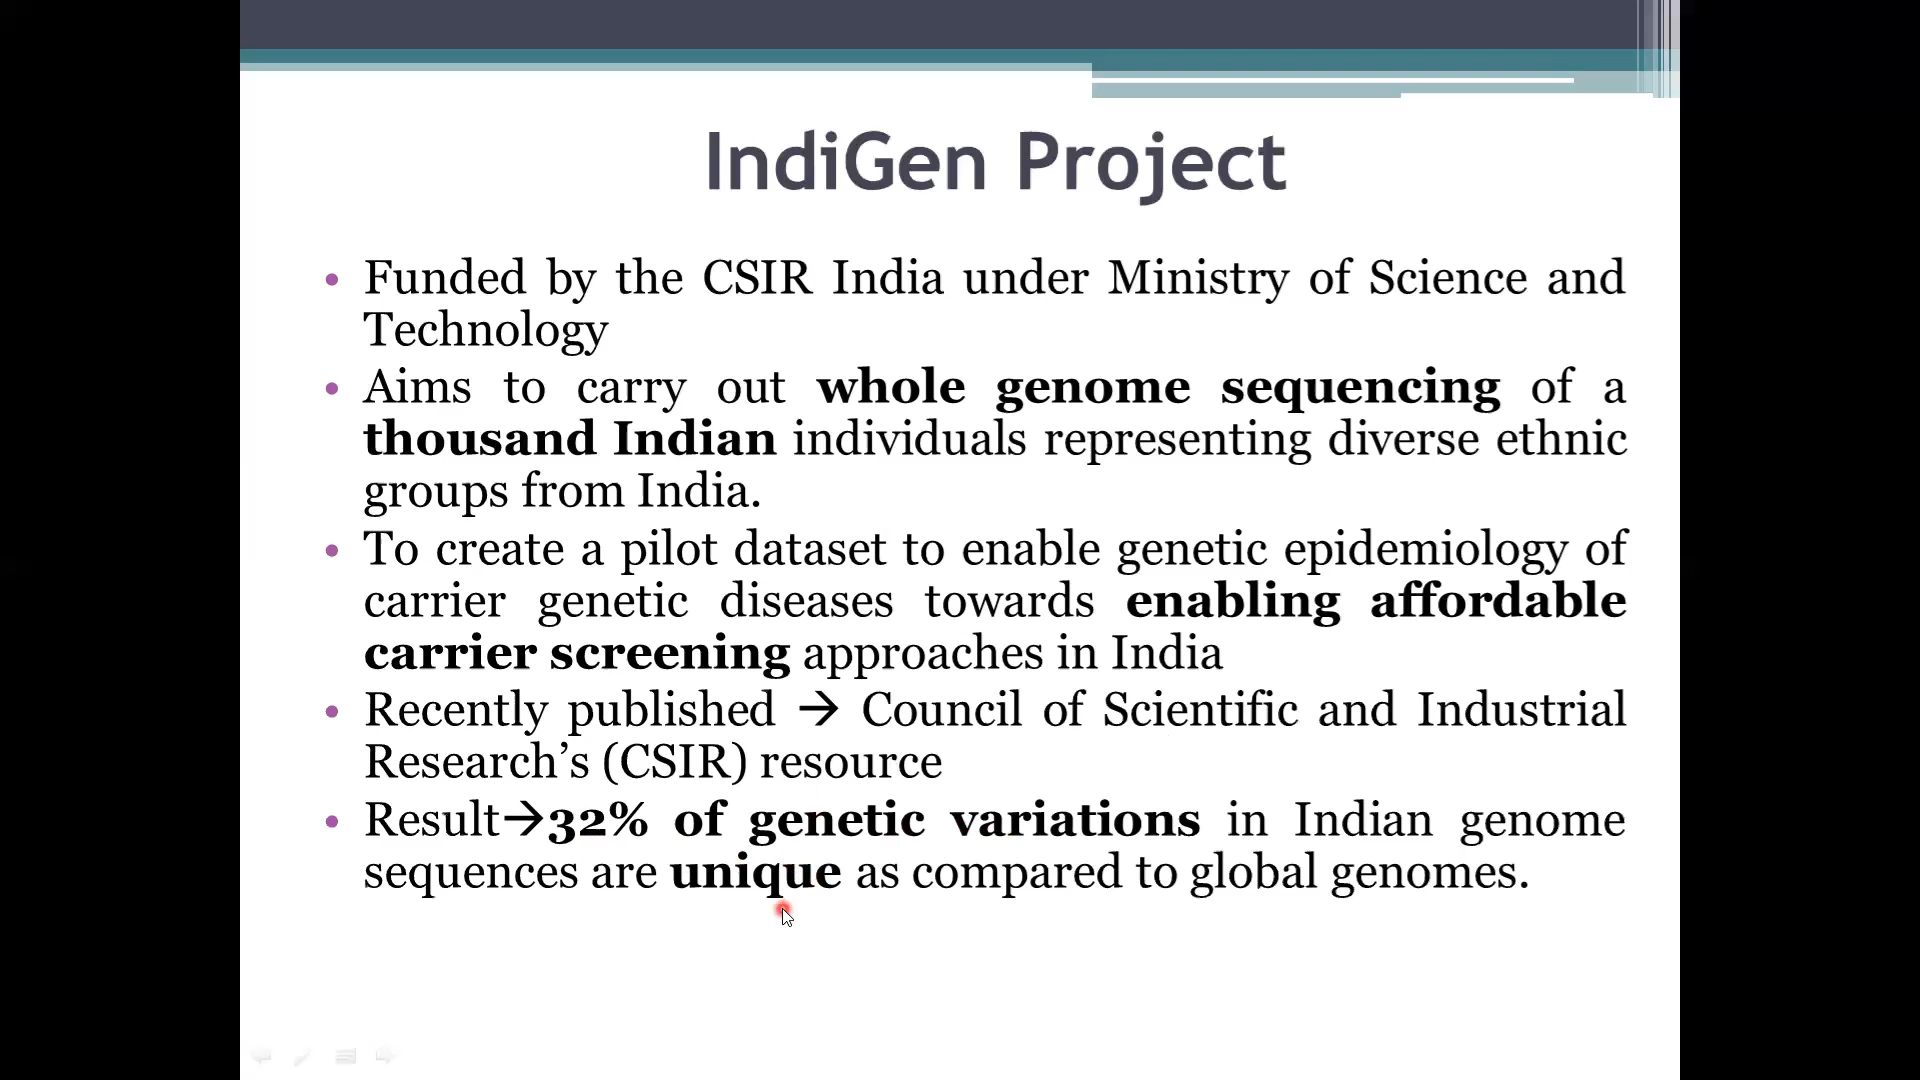 IndiGen Project
• Funded by the CSIR India under Ministry of Science and
Technology
• Aims to carry out whole genome sequencing of a
thousand Indian individuals representing diverse ethnic
groups from India.
• To create a pilot dataset to enable genetic epidemiology of
carrier genetic diseases towards enabling affordable
carrier screening approaches in India
• Recently published → Council of Scientific and Industrial
Research’s (CSIR) resource
• Result→32% of genetic variations in Indian genome
sequences are unique as compared to global genomes.